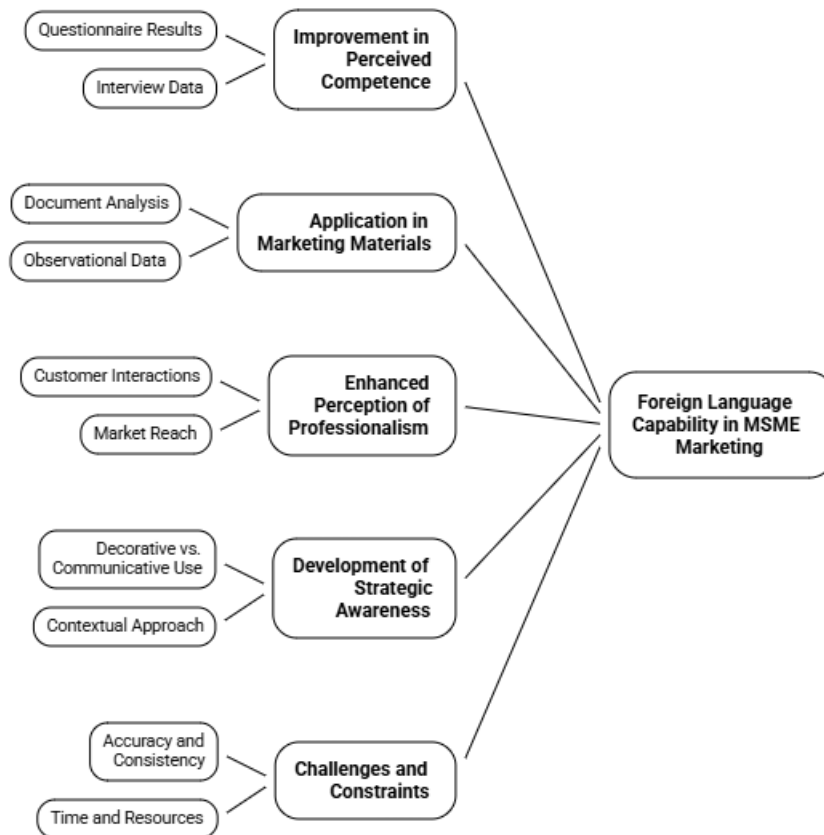 Questionnaire Results
Interview Data
Improvement in
Perceived
Competence
Document Analysis
Observational Data
Application in
Marketing Materials
Customer Interactions
Market Reach
Enhanced
Perception of
Professionalism
Foreign Language
Capability in MSME
Marketing
Decorative vs.
Communicative Use
Contextual Approach
Development of
Strategic
Awareness
Accuracy and
Consistency
Time and Resources
Challenges and
Constraints